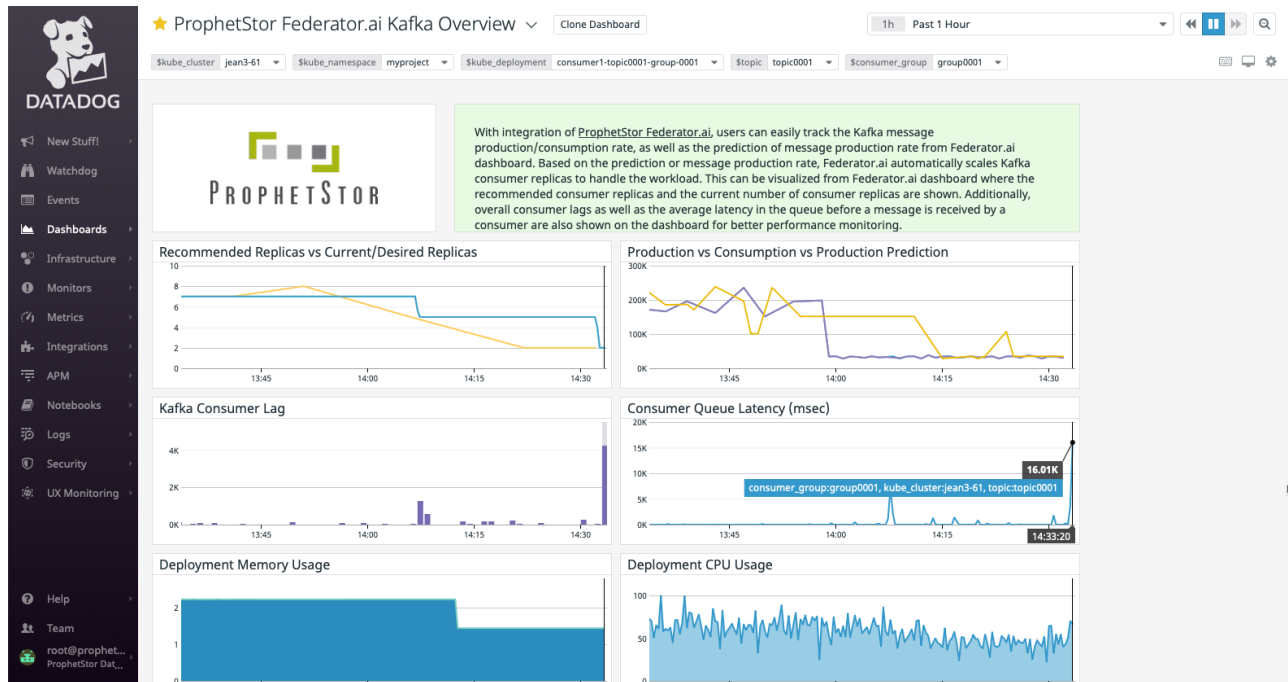 DATADOG
New Stuff!
Watchdog
Events
Dashboards
Infrastructure
Monitors
Metrics
Integrations
APM
Notebooks
Logs
Security
UX Monitoring
Help
Team
root@prophet...
ProphetStor Dat...
ProphetStor Federator.ai Kafka Overview
Clone Dashboard
1h Past 1 Hour
$kube_cluster jean3-61
$kube_namespace myproject
$kube_deployment consumer1-topic0001-group-0001
$topic topic0001
$consumer_group group0001
PROPHETSTOR
With integration of ProphetStor Federator.ai, users can easily track the Kafka message
production/consumption rate, as well as the prediction of message production rate from Federator.ai
dashboard. Based on the prediction or message production rate, Federator.ai automatically scales Kafka
consumer replicas to handle the workload. This can be visualized from Federator.ai dashboard where the
recommended consumer replicas and the current number of consumer replicas are shown. Additionally,
overall consumer lags as well as the average latency in the queue before a message is received by a
consumer are also shown on the dashboard for better performance monitoring.
Recommended Replicas vs Current/Desired Replicas
10
8
6
4
2
0
13:45 14:00 14:15 14:30
Production vs Consumption vs Production Prediction
300K
200K
100K
0K
13:45 14:00 14:15 14:30
Kafka Consumer Lag
4K
2K
0K
13:45 14:00 14:15 14:30
Consumer Queue Latency (msec)
20K
15K
10K
5K
0K
16.01K
consumer_group:group0001, kube_cluster:jean3-61, topic:topic0001
13:45 14:00 14:15
14:33:20
Deployment Memory Usage
2
1
0
Deployment CPU Usage
100
50
0